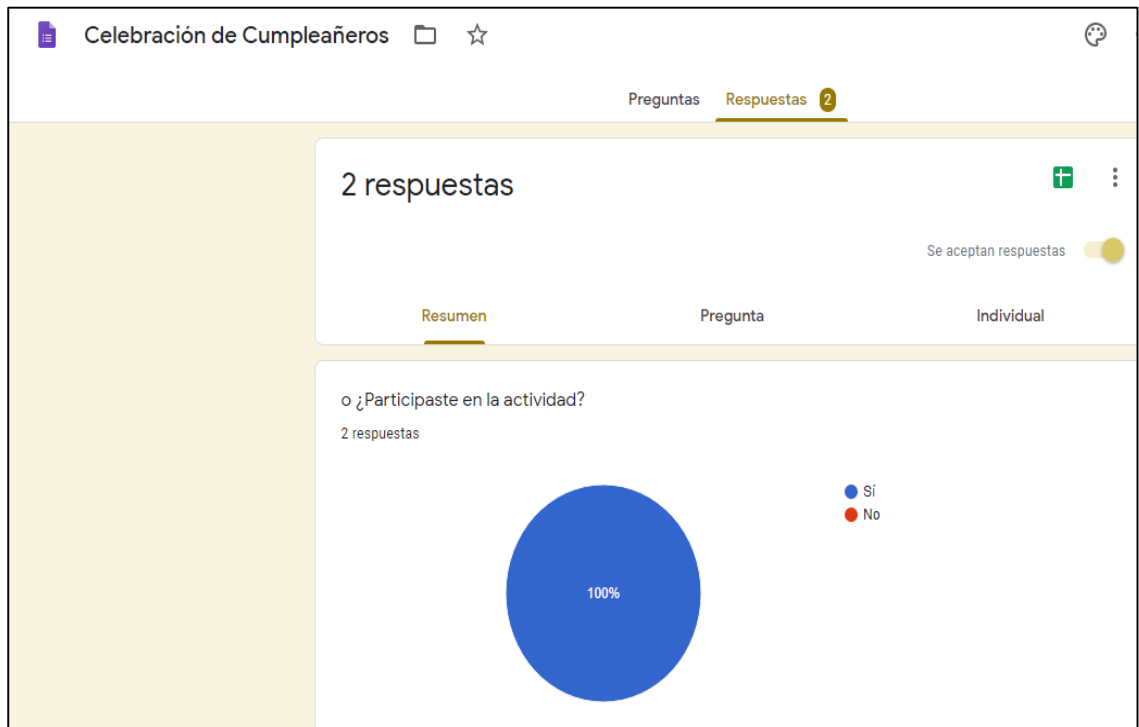 Celebración de Cumpleañeros
Preguntas Respuestas 2
2 respuestas
Se aceptan respuestas
Resumen Pregunta Individual
o ¿Participaste en la actividad?
2 respuestas
Sí
No
100%